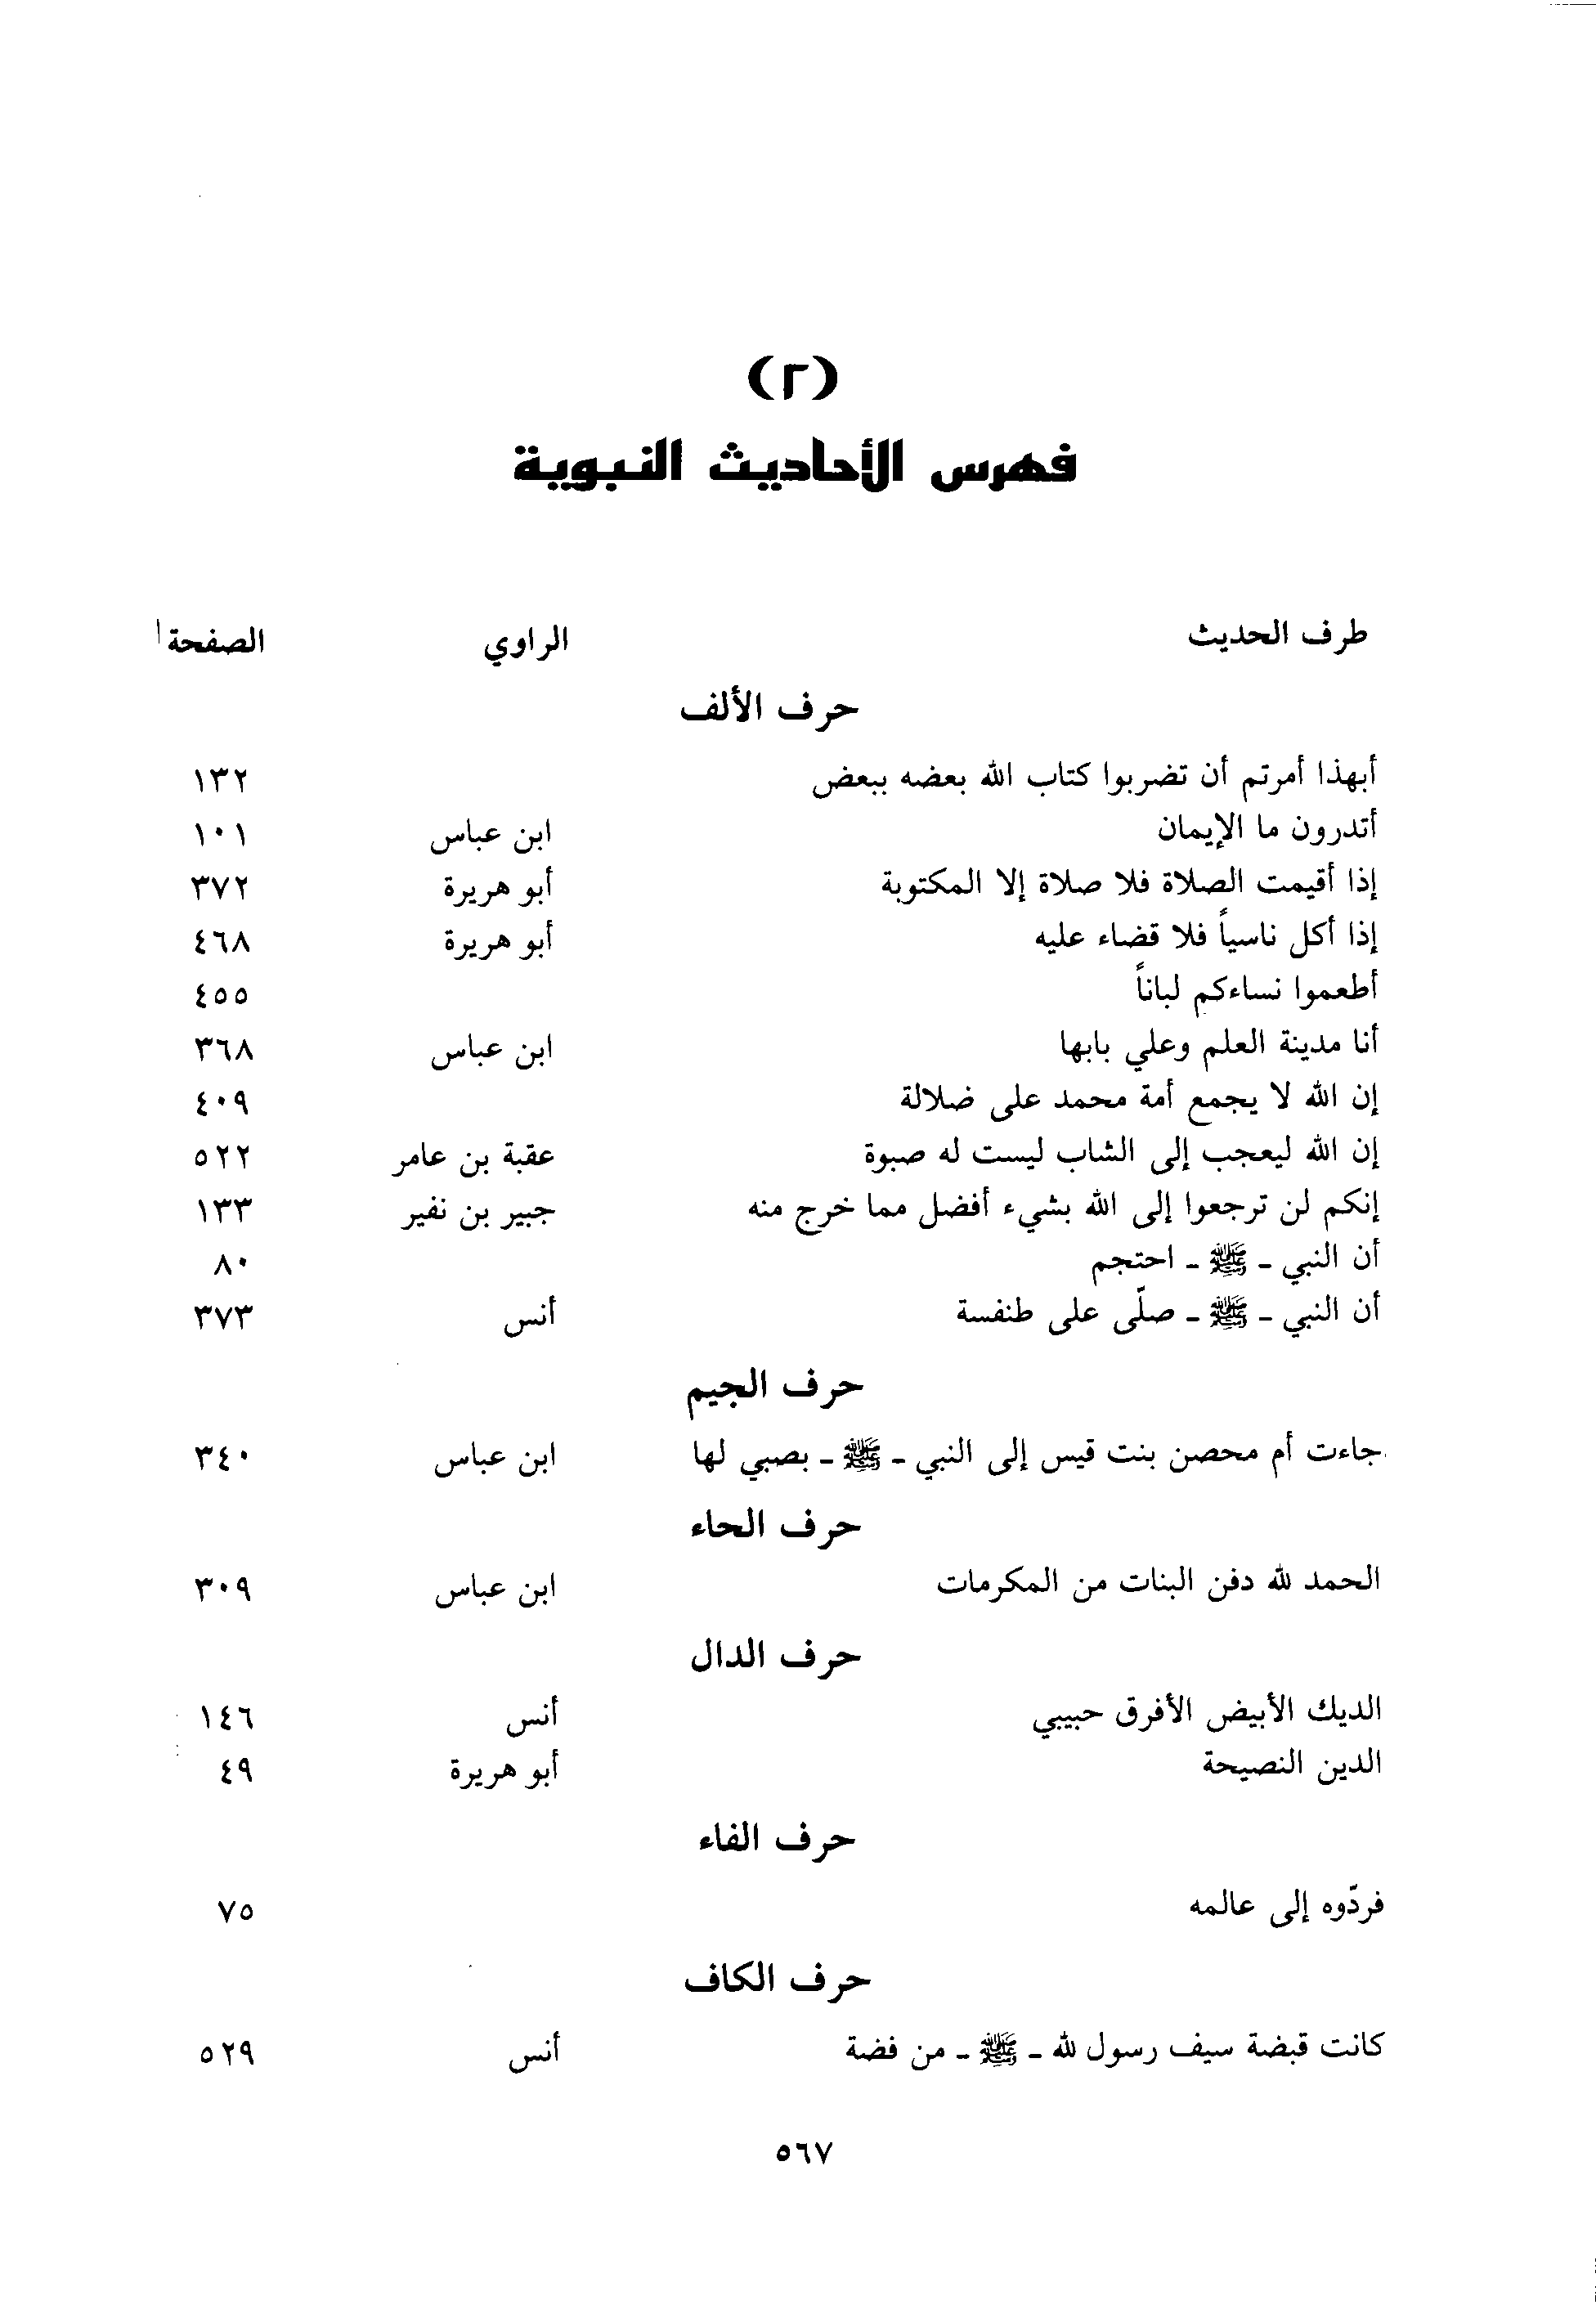 (٢)
فهرس الأحاديث النبوية
طرف الحديث الراوي الصفحة
حرف الألف
أبهذا أمرتم أن تضربوا كتاب الله بعضه ببعض ١٣٢
أتدرون ما الإيمان ابن عباس ١٠١
إذا أقيمت الصلاة فلا صلاة إلا المكتوبة أبو هريرة ٣٧٢
إذا أكل ناسياً فلا قضاء عليه أبو هريرة ٤٦٨
أطعموا نساءكم لباناً ٤٥٥
أنا مدينة العلم وعلي بابها ابن عباس ٣٦٨
إن الله لا يجمع أمة محمد على ضلالة ٤٠٩
إن الله ليعجب إلى الشاب ليست له صبوة عقبة بن عامر ٥٢٢
إنكم لن ترجعوا إلى الله بشيء أفضل مما خرج منه جبير بن نفير ١٣٣
أن النبي - ﷺ - احتجم ٨٠
أن النبي - ﷺ - صلّى على طنفسة أنس ٣٧٣
حرف الجيم
جاءت أم محصن بنت قيس إلى النبي - ﷺ - بصبي لها ابن عباس ٣٤٠
حرف الحاء
الحمد لله دفن البنات من المكرمات ابن عباس ٣٠٩
حرف الدال
الديك الأبيض الأفرق حبيبي أنس ١٤٦
الدين النصيحة أبو هريرة ٤٩
حرف الفاء
فردّوه إلى عالمه ٧٥
حرف الكاف
كانت قبضة سيف رسول لله - ﷺ - من فضة أنس ٥٢٩
٥٦٧